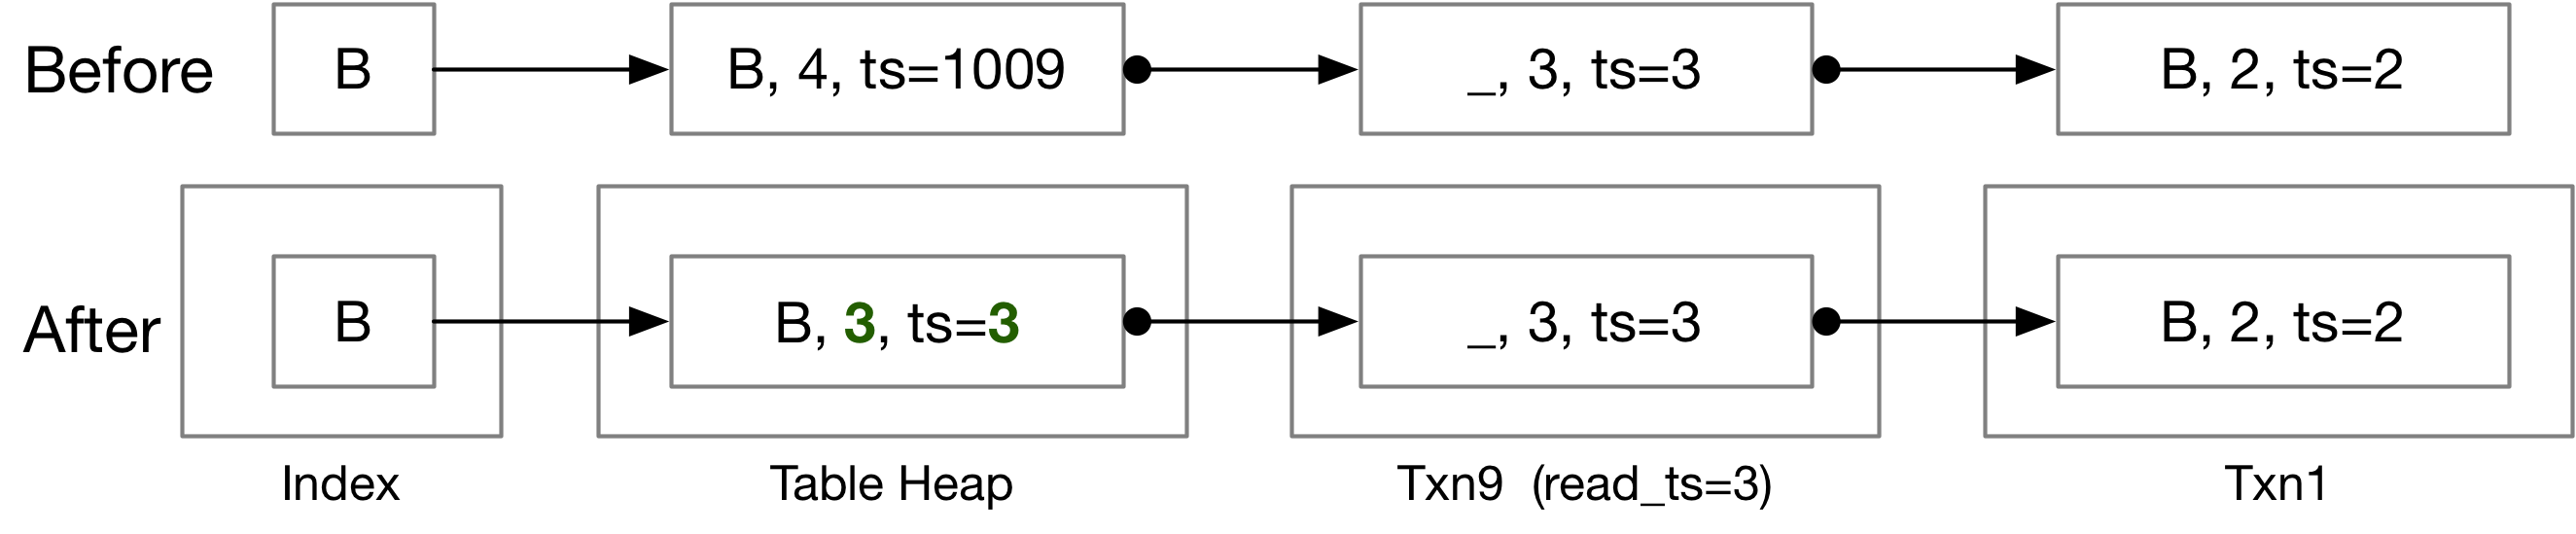 Before B B, 4, ts=1009 _, 3, ts=3 B, 2, ts=2
After B B, 3, ts=3 _, 3, ts=3 B, 2, ts=2
Index Table Heap Txn9 (read_ts=3) Txn1